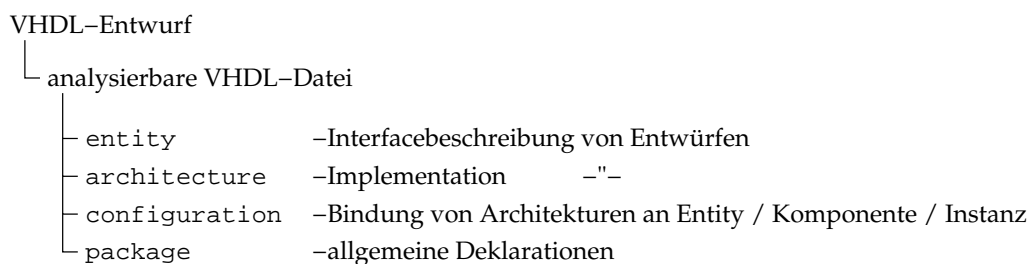 VHDL–Entwurf
analysierbare VHDL–Datei
entity –Interfacebeschreibung von Entwürfen
architecture –Implementation –"–
configuration –Bindung von Architekturen an Entity / Komponente / Instanz
package –allgemeine Deklarationen